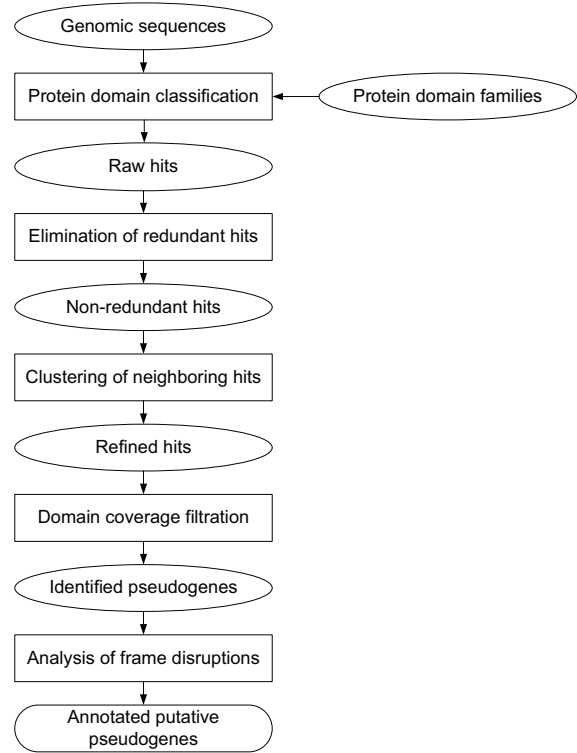 Genomic sequences
Protein domain classification
Protein domain families
Raw hits
Elimination of redundant hits
Non-redundant hits
Clustering of neighboring hits
Refined hits
Domain coverage filtration
Identified pseudogenes
Analysis of frame disruptions
Annotated putative
pseudogenes